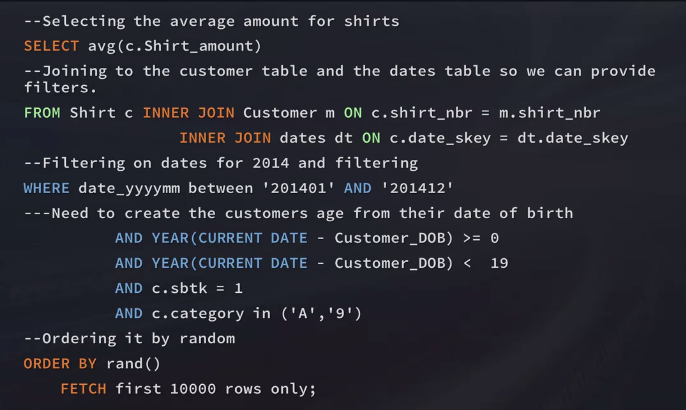 --Selecting the average amount for shirts
SELECT avg(c.Shirt_amount)
--Joining to the customer table and the dates table so we can provide
filters.
FROM Shirt c INNER JOIN Customer m ON c.shirt_nbr = m.shirt_nbr
INNER JOIN dates dt ON c.date_skey = dt.date_skey
--Filtering on dates for 2014 and filtering
WHERE date_yyyymm between '201401' AND '201412'
---Need to create the customers age from their date of birth
AND YEAR(CURRENT DATE - Customer_DOB) >= 0
AND YEAR(CURRENT DATE - Customer_DOB) <  19
AND c.sbtk = 1
AND c.category in ('A','9')
--Ordering it by random
ORDER BY rand()
FETCH first 10000 rows only;